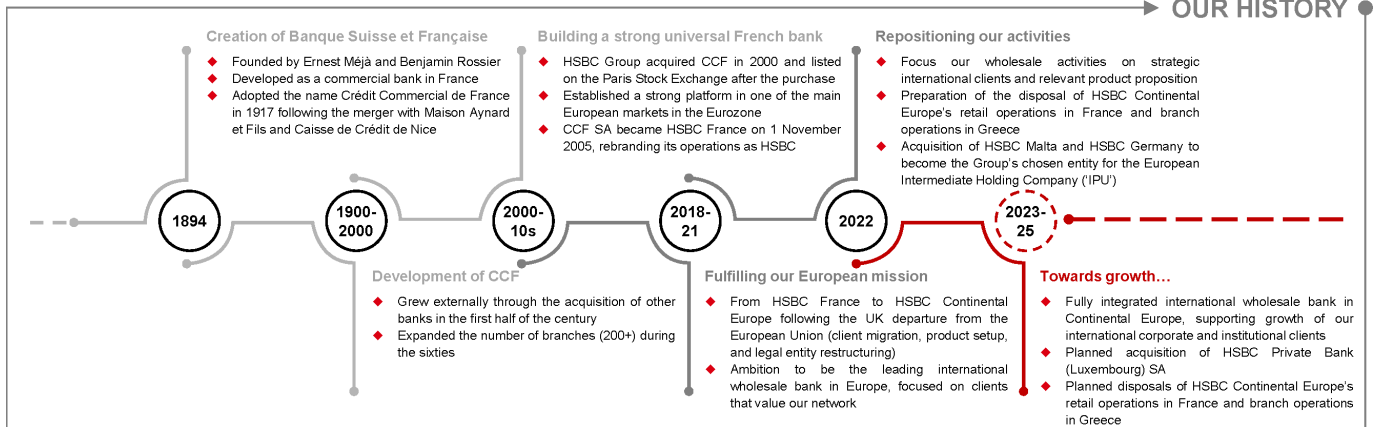 OUR HISTORY
Creation of Banque Suisse et Française
◆ Founded by Ernest Méjà and Benjamin Rossier
◆ Developed as a commercial bank in France
◆ Adopted the name Crédit Commercial de France
in 1917 following the merger with Maison Aynard
et Fils and Caisse de Crédit de Nice
Building a strong universal French bank
◆ HSBC Group acquired CCF in 2000 and listed
on the Paris Stock Exchange after the purchase
◆ Established a strong platform in one of the main
European markets in the Eurozone
◆ CCF SA became HSBC France on 1 November
2005, rebranding its operations as HSBC
Repositioning our activities
◆ Focus our wholesale activities on strategic
international clients and relevant product proposition
◆ Preparation of the disposal of HSBC Continental
Europe's retail operations in France and branch
operations in Greece
◆ Acquisition of HSBC Malta and HSBC Germany to
become the Group's chosen entity for the European
Intermediate Holding Company ('IPU')
1894
1900-
2000
2000-
10s
2018-
21
2022
2023-
25
Development of CCF
◆ Grew externally through the acquisition of other
banks in the first half of the century
◆ Expanded the number of branches (200+) during
the sixties
Fulfilling our European mission
◆ From HSBC France to HSBC Continental
Europe following the UK departure from the
European Union (client migration, product setup,
and legal entity restructuring)
◆ Ambition to be the leading international
wholesale bank in Europe, focused on clients
that value our network
Towards growth…
◆ Fully integrated international wholesale bank in
Continental Europe, supporting growth of our
international corporate and institutional clients
◆ Planned acquisition of HSBC Private Bank
(Luxembourg) SA
◆ Planned disposals of HSBC Continental Europe's
retail operations in France and branch operations
in Greece